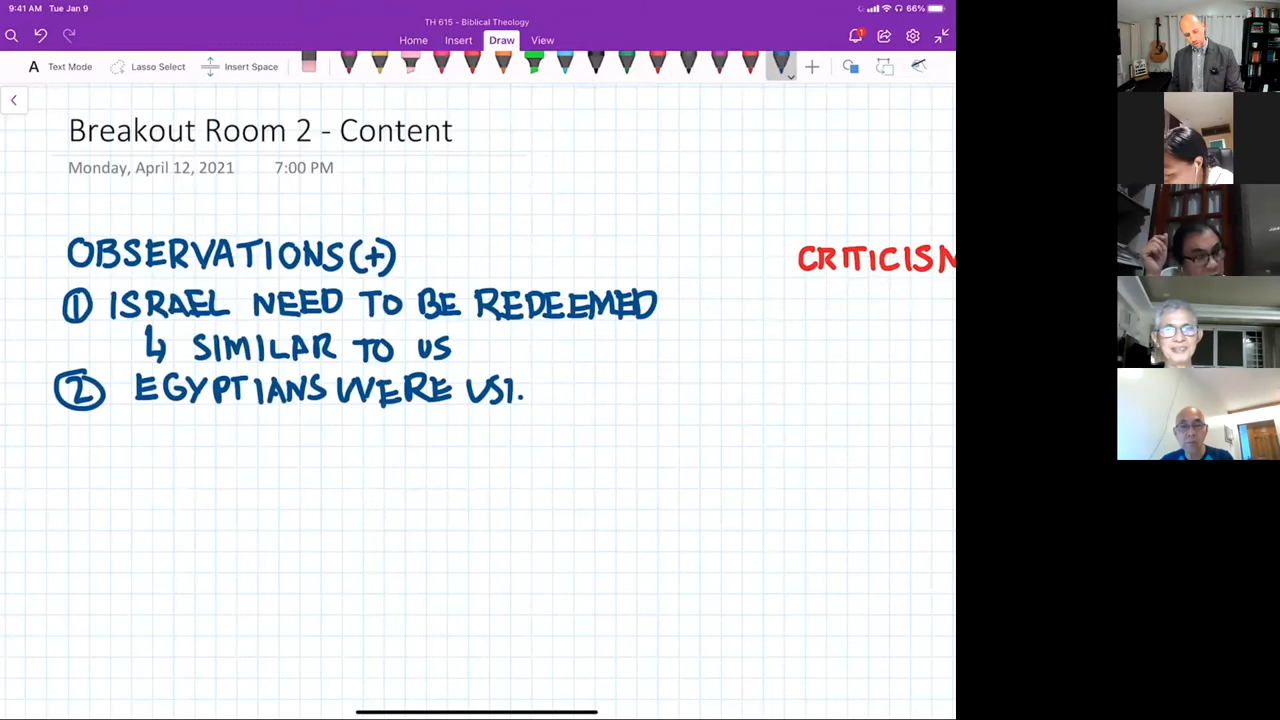 9:41 AM Tue Jan 9
66%
TH 615 - Biblical Theology
Home Insert Draw View
1
A Text Mode Lasso Select Insert Space
Breakout Room 2 - Content
Monday, April 12, 2021 7:00 PM
OBSERVATIONS (+)
CRITICISM
① ISRAEL NEED TO BE REDEEMED
↳ SIMILAR TO US
② EGYPTIANS WERE USI.